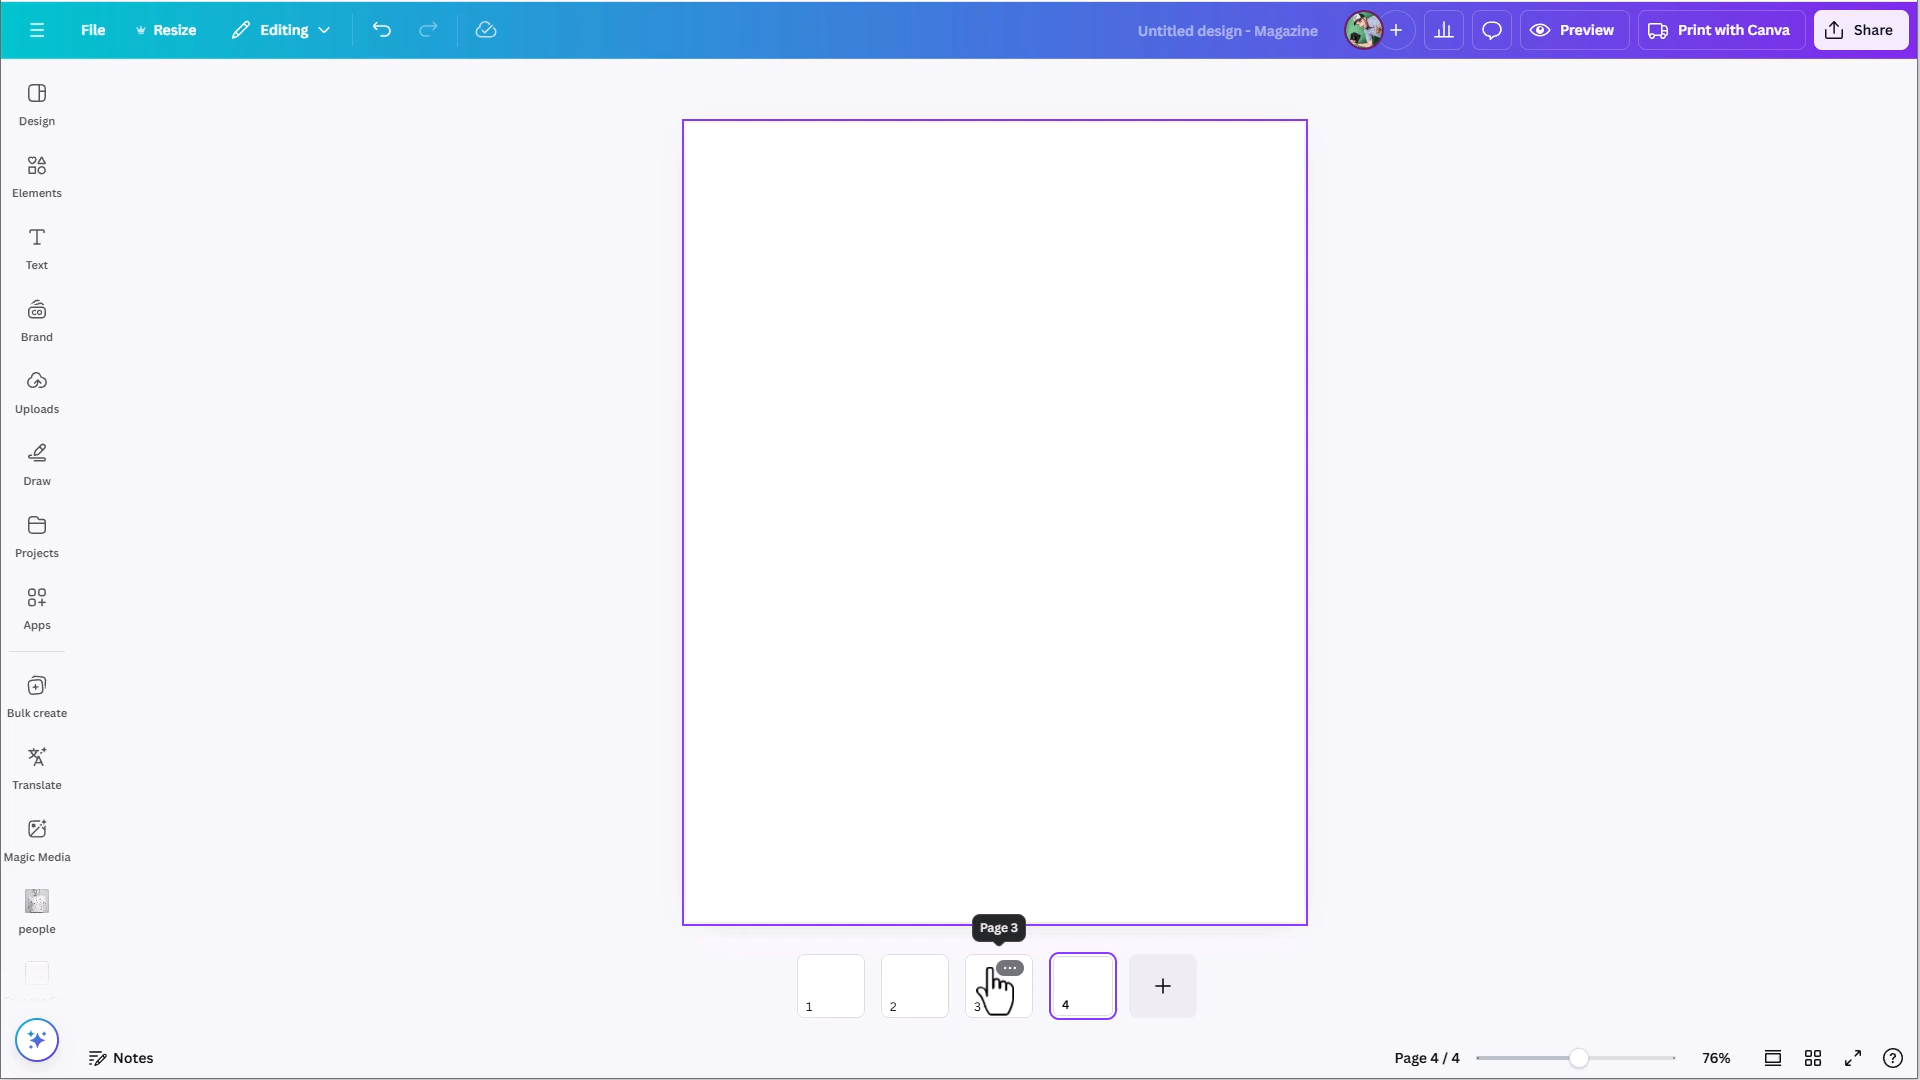 File
Resize
Editing
Untitled design - Magazine
Preview
Print with Canva
Share
Design
Elements
Text
Brand
Uploads
Draw
Projects
Apps
Bulk create
Translate
Magic Media
people
Page 3
1
2
3
4
Notes
Page 4 / 4
76%